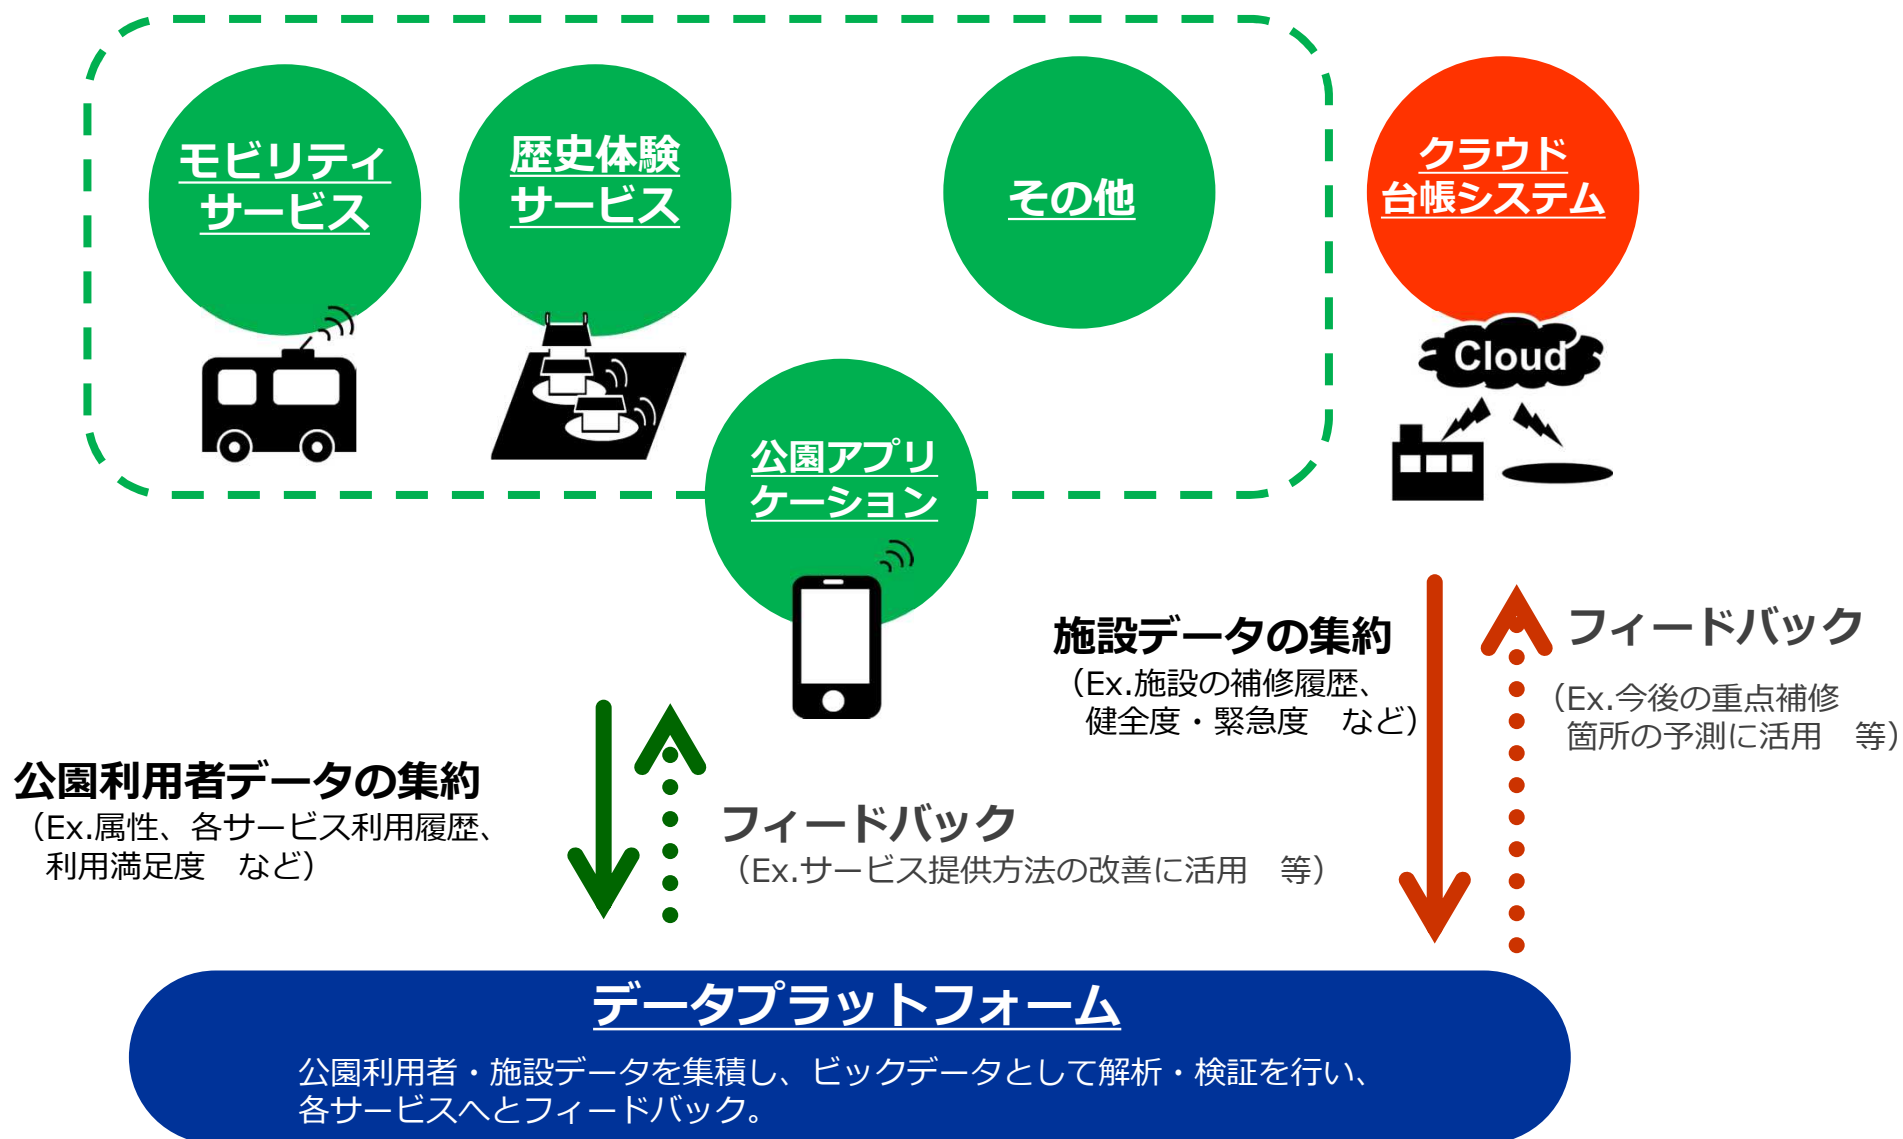 モビリティ
サービス
歴史体験
サービス
その他
クラウド
台帳システム
Cloud
公園アプリ
ケーション
施設データの集約
（Ex.施設の補修履歴、
健全度・緊急度　など）
フィードバック
（Ex.今後の重点補修
箇所の予測に活用　等）
公園利用者データの集約
（Ex.属性、各サービス利用履歴、
利用満足度　など）
フィードバック
（Ex.サービス提供方法の改善に活用　等）
データプラットフォーム
公園利用者・施設データを集積し、ビックデータとして解析・検証を行い、
各サービスへとフィードバック。